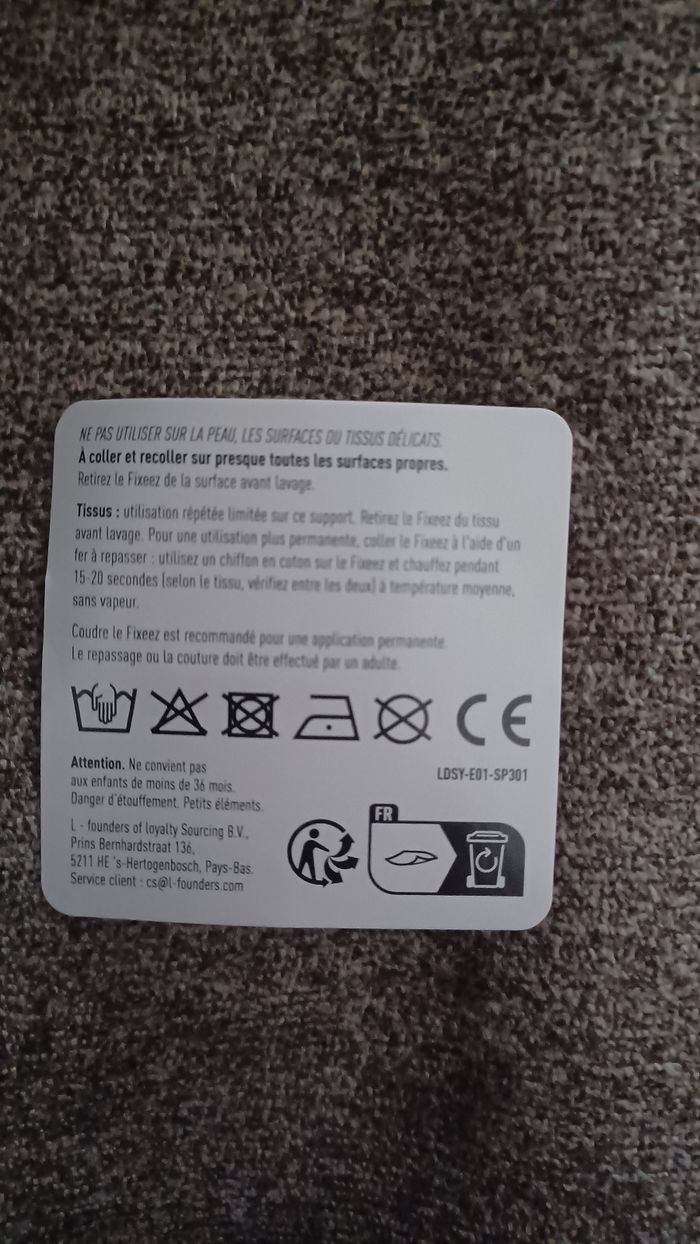 NE PAS UTILISER SUR LA PEAU, LES SURFACES OU TISSUS DÉLICATS.
À coller et recoller sur presque toutes les surfaces propres.
Retirez le Fixeez de la surface avant lavage.
Tissus : utilisation répétée limitée sur ce support. Retirez le Fixeez du tissu
avant lavage. Pour une utilisation plus permanente, coller le Fixeez à l'aide d'un
fer à repasser : utilisez un chiffon en coton sur le Fixeez et chauffez pendant
15-20 secondes (selon le tissu, vérifiez entre les deux) à température moyenne,
sans vapeur.
Coudre le Fixeez est recommandé pour une application permanente.
Le repassage ou la couture doit être effectué par un adulte.
CE
Attention. Ne convient pas
aux enfants de moins de 36 mois.
Danger d'étouffement. Petits éléments.
LDSY-E01-SP301
L - founders of loyalty Sourcing B.V.,
Prins Bernhardstraat 136,
5211 HE 's-Hertogenbosch, Pays-Bas.
Service client : cs@l-founders.com
FR